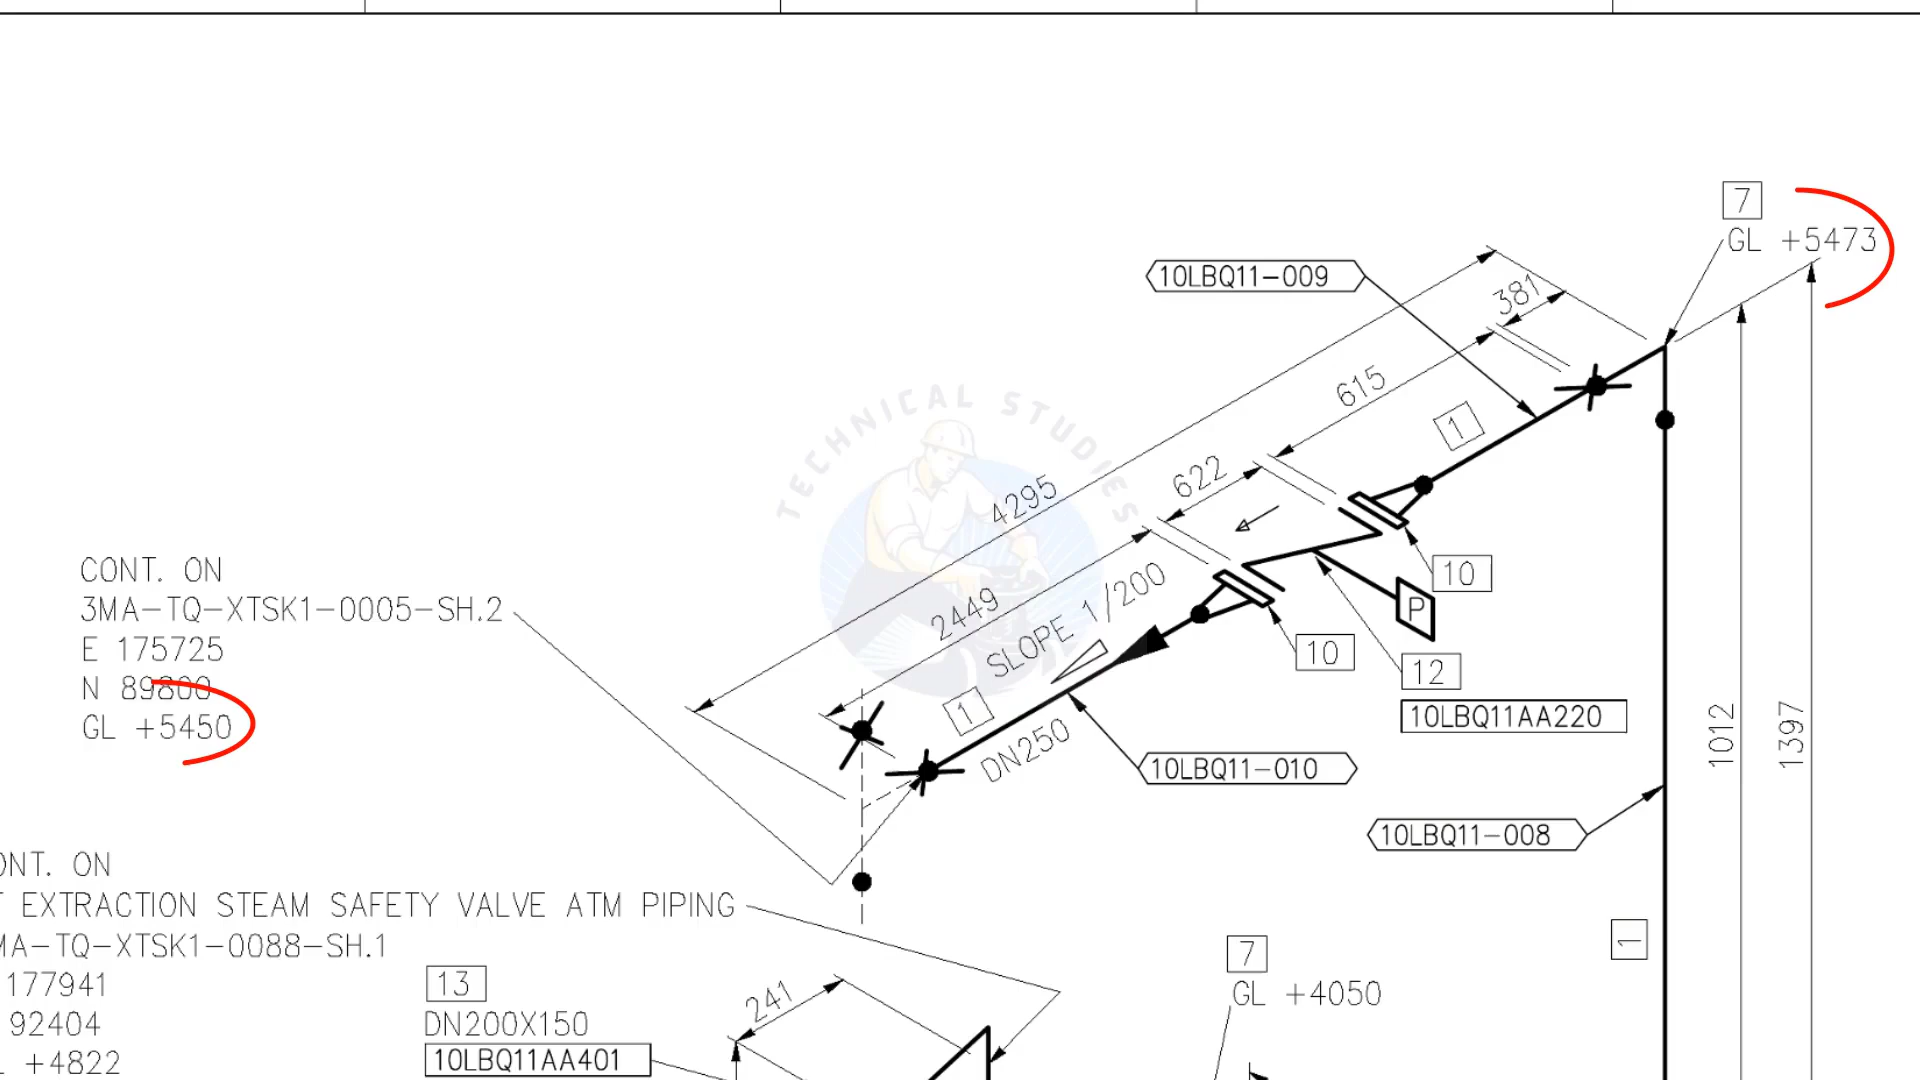 7
GL +5473
10LBQ11-009
381
615
1
4295
622
10
2449
SLOPE 1/200
P
10
12
10LBQ11AA220
1
DN250
10LBQ11-010
1012
1397
10LBQ11-008
1
TECHNICAL STUDIES
CONT. ON
3MA-TQ-XTSK1-0005-SH.2
E 175725
N 89800
GL +5450
ONT. ON
EXTRACTION STEAM SAFETY VALVE ATM PIPING
MA-TQ-XTSK1-0088-SH.1
177941
92404
+4822
13
DN200X150
10LBQ11AA401
241
7
GL +4050